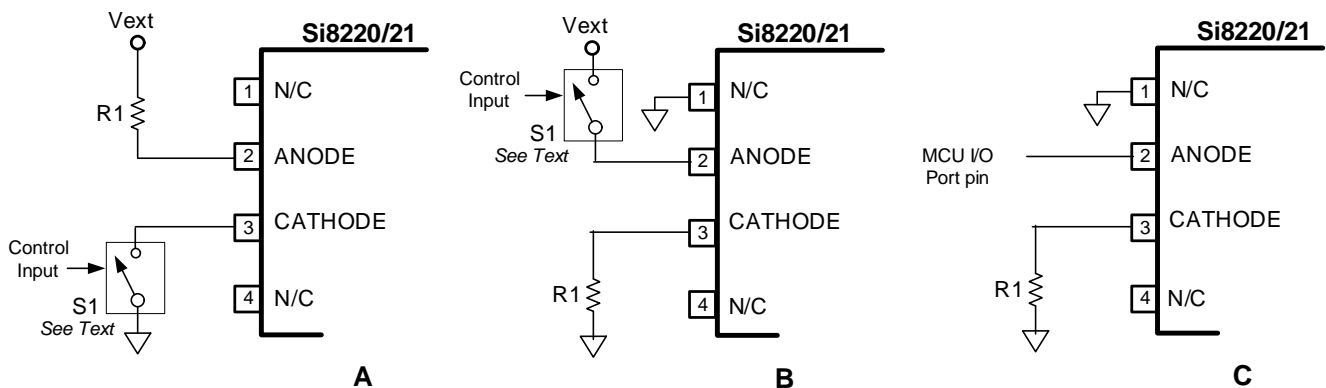 Vext
Si8220/21
1
N/C
R1
2
ANODE
3
CATHODE
Control
Input
S1
See Text
4
N/C
A
Vext
Si8220/21
Control
Input
S1
See Text
1
N/C
2
ANODE
3
CATHODE
R1
4
N/C
B
Si8220/21
1
N/C
MCU I/O
Port pin
2
ANODE
3
CATHODE
R1
4
N/C
C